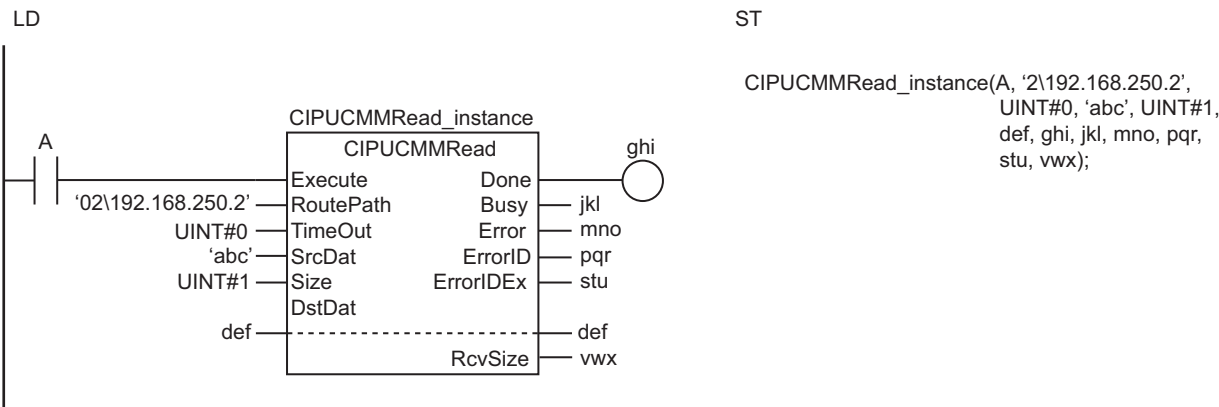 LD
ST
CIPUCMMRead_instance(A, ‘2\192.168.250.2’,
UINT#0, ‘abc’, UINT#1,
def, ghi, jkl, mno, pqr,
stu, vwx);
CIPUCMMRead_instance
A
CIPUCMMRead
ghi
Execute Done
‘02\192.168.250.2’ RoutePath Busy jkl
UINT#0 TimeOut Error mno
‘abc’ SrcDat ErrorID pqr
UINT#1 Size ErrorIDEx stu
DstDat
def def
RcvSize vwx